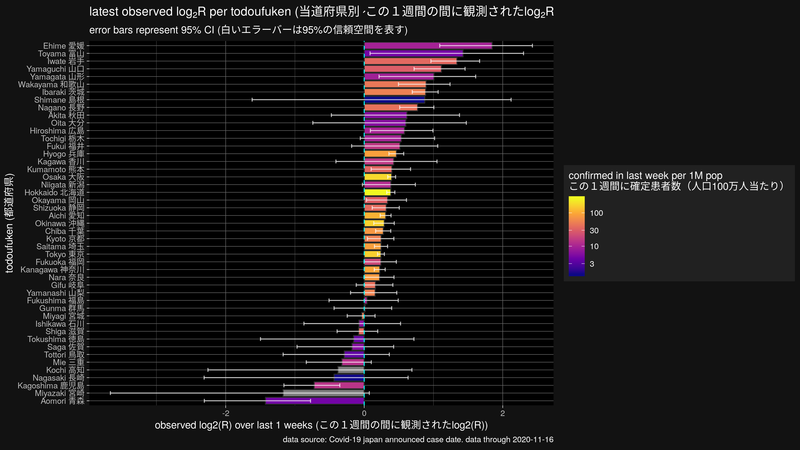 latest observed log2R per todoufuken (当道府県別 この１週間の間に観測されたlog2R
error bars represent 95% CI (白いエラーバーは95%の信頼空間を表す)
todoufuken (都道府県)
Ehime 愛媛
Toyama 富山
Iwate 岩手
Yamaguchi 山口
Yamagata 山形
Wakayama 和歌山
Ibaraki 茨城
Shimane 島根
Nagano 長野
Akita 秋田
Oita 大分
Hiroshima 広島
Tochigi 栃木
Fukui 福井
Hyogo 兵庫
Kagawa 香川
Kumamoto 熊本
Osaka 大阪
Niigata 新潟
Hokkaido 北海道
Okayama 岡山
Shizuoka 静岡
Aichi 愛知
Okinawa 沖縄
Chiba 千葉
Kyoto 京都
Saitama 埼玉
Tokyo 東京
Fukuoka 福岡
Kanagawa 神奈川
Nara 奈良
Gifu 岐阜
Yamanashi 山梨
Fukushima 福島
Gunma 群馬
Miyagi 宮城
Ishikawa 石川
Shiga 滋賀
Tokushima 徳島
Saga 佐賀
Tottori 鳥取
Mie 三重
Kochi 高知
Nagasaki 長崎
Kagoshima 鹿児島
Miyazaki 宮崎
Aomori 青森
-2 0 2
observed log2(R) over last 1 weeks (この１週間の間に観測されたlog2(R))
data source: Covid-19 japan announced case date. data through 2020-11-16
confirmed in last week per 1M pop
この１週間に確定患者数（人口100万人当たり）
100
30
10
3